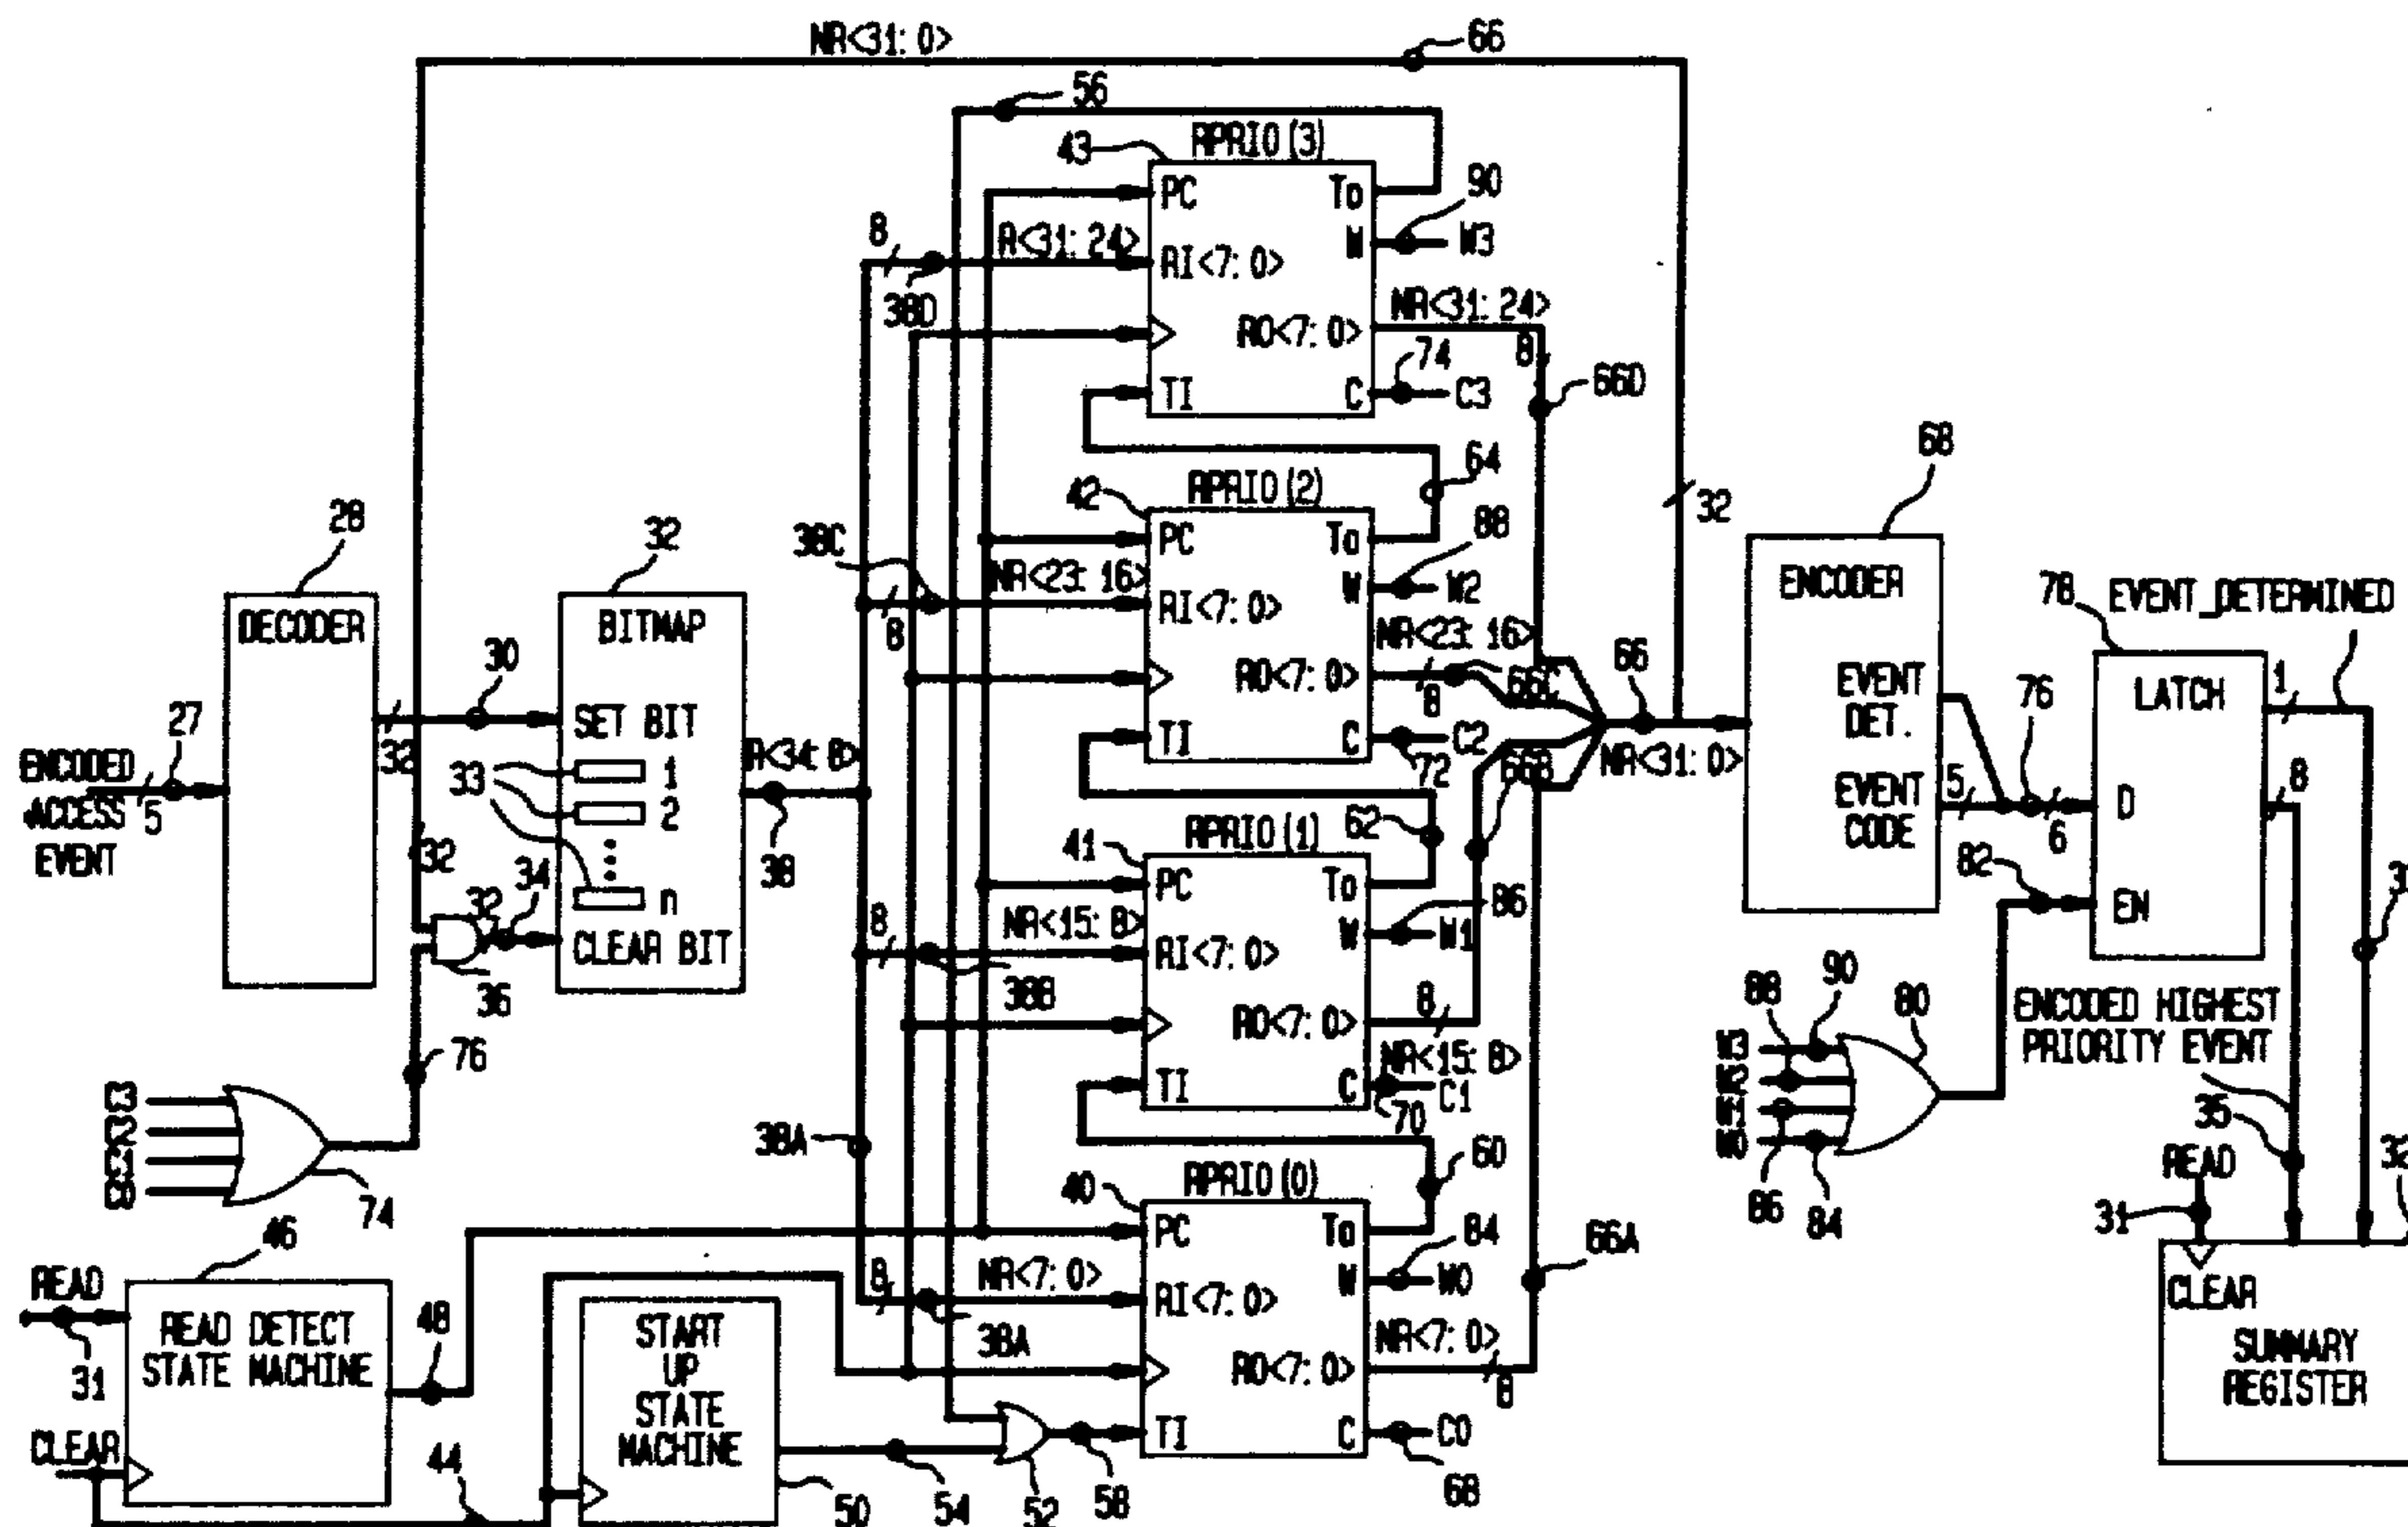 NR<31: 0>
66
56
RPRIO (3)
43
PC
To
90
W
W3
8
A<31: 24>
RI<7: 0>
38D
NR<31: 24>
RO<7: 0>
8
74
TI
C
C3
66D
64
32
68
RPRIO (2)
42
PC
To
88
38C
NR<23: 16>
W
W2
RI<7: 0>
8
NR<23: 16>
RO<7: 0>
8
66C
66
TI
C
C2
72
66B
NR<31: 0>
28
DECODER
32
BITMAP
30
SET BIT
32
27
ENCODED
ACCESS
EVENT
5
33
1
2
n
A<34: 8>
38
32
32
34
CLEAR BIT
36
76
62
RPRIO (1)
41
PC
To
86
8
NR<15: 8>
W
W1
RI<7: 0>
38B
8
RO<7: 0>
NR<15: 8>
TI
C
C1
70
ENCODER
EVENT
DET.
EVENT
CODE
5
76
6
78
EVENT_DETERMINED
LATCH
1
8
D
82
EN
88
90
80
W3
86
84
ENCODED HIGHEST
PRIORITY EVENT
35
READ
31
CLEAR
SUMMARY
REGISTER
C3
74
38A
60
RPRIO (0)
40
PC
To
84
W
W0
66A
8
NR<7: 0>
RI<7: 0>
38A
NR<7: 0>
RO<7: 0>
8
TI
C
C0
68
46
READ
31
READ DETECT
STATE MACHINE
48
CLEAR
44
START
UP
STATE
MACHINE
50
54
52
58